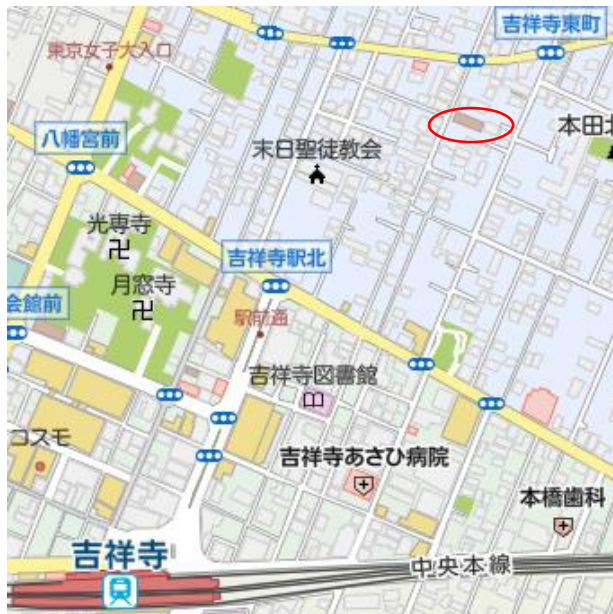 吉祥寺東町
東京女子大入口
本田北
八幡宮前
末日聖徒教会
光専寺
吉祥寺駅北
月窓寺
会館前
駅前通
吉祥寺図書館
コスモ
吉祥寺あさひ病院
本橋歯科
吉祥寺
中央本線